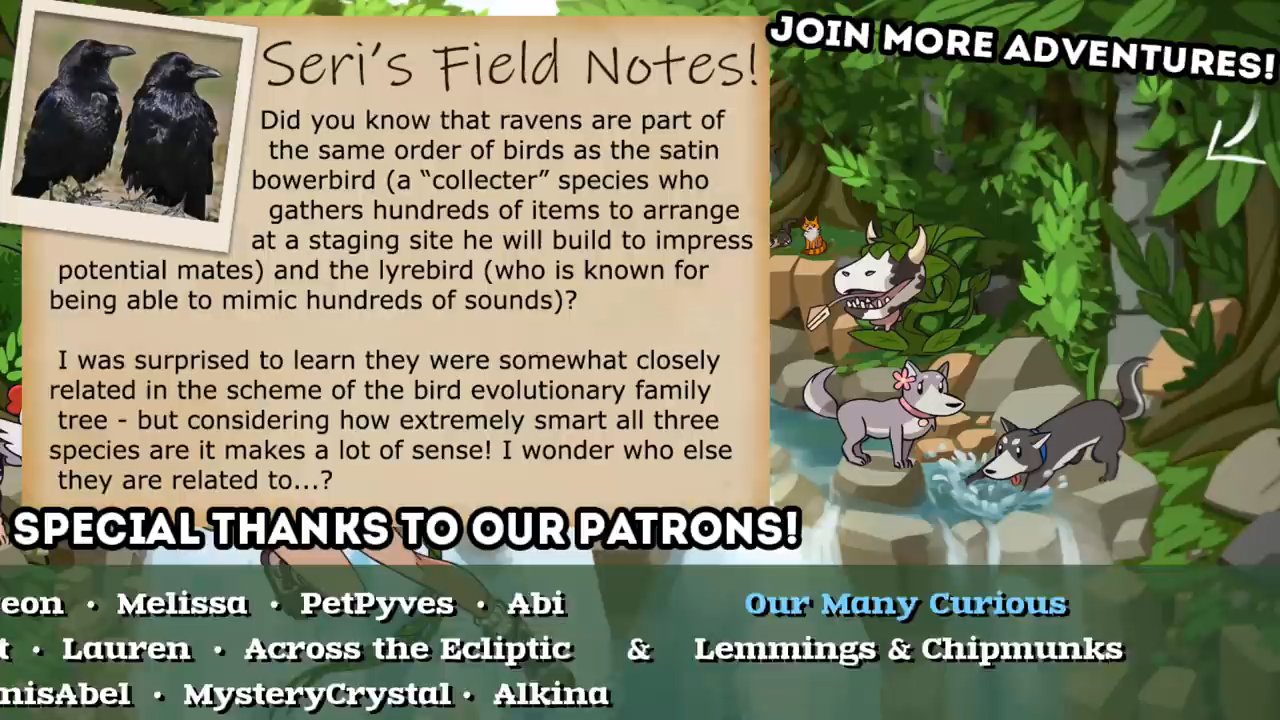 Seri's Field Notes!
JOIN MORE ADVENTURES!
Did you know that ravens are part of
the same order of birds as the satin
bowerbird (a “collecter” species who
gathers hundreds of items to arrange
at a staging site he will build to impress
potential mates) and the lyrebird (who is known for
being able to mimic hundreds of sounds)?
I was surprised to learn they were somewhat closely
related in the scheme of the bird evolutionary family
tree - but considering how extremely smart all three
species are it makes a lot of sense! I wonder who else
they are related to...?
SPECIAL THANKS TO OUR PATRONS!
eon · Melissa · PetPyves · Abi
t · Lauren · Across the Ecliptic
nisAbel · MysteryCrystal · Alkina
&
Our Many Curious
Lemmings & Chipmunks